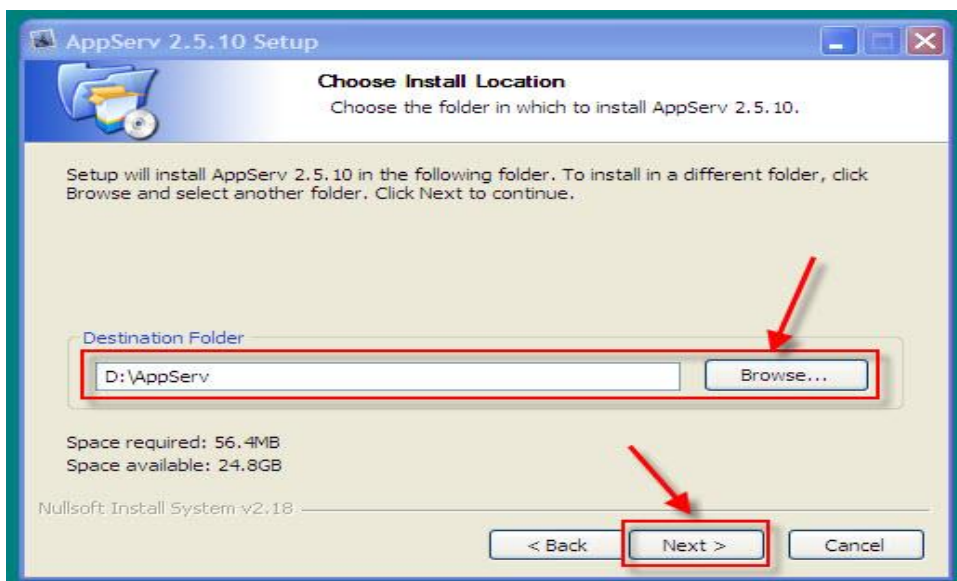 AppServ 2.5.10 Setup
Choose Install Location
Choose the folder in which to install AppServ 2.5.10.
Setup will install AppServ 2.5.10 in the following folder. To install in a different folder, click
Browse and select another folder. Click Next to continue.
Destination Folder
D:\AppServ
Browse...
Space required: 56.4MB
Space available: 24.8GB
Nullsoft Install System v2.18
< Back
Next >
Cancel